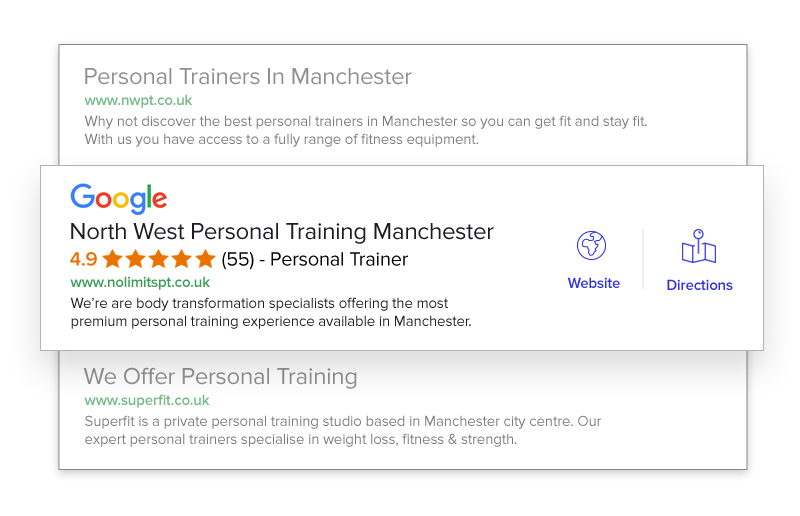 Personal Trainers In Manchester
www.nwpt.co.uk
Why not discover the best personal trainers in Manchester so you can get fit and stay fit.
With us you have access to a fully range of fitness equipment.
Google
North West Personal Training Manchester
4.9 ★★★★★ (55) - Personal Trainer
www.nolimitspt.co.uk
We’re are body transformation specialists offering the most
premium personal training experience available in Manchester.
Website
Directions
We Offer Personal Training
www.superfit.co.uk
Superfit is a private personal training studio based in Manchester city centre. Our
expert personal trainers specialise in weight loss, fitness & strength.